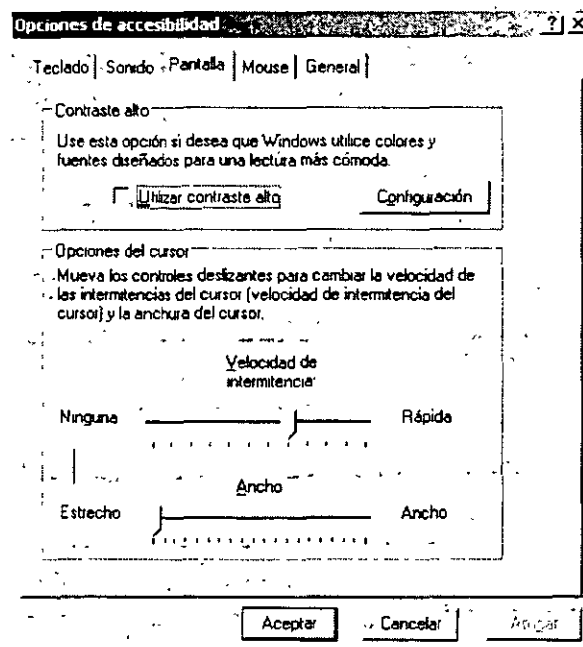 Opciones de accesibilidad
Teclado Sonido Pantalla Mouse General
Contraste alto
Use esta opción si desea que Windows utilice colores y
fuentes diseñados para una lectura más cómoda.
Utilizar contraste alto Configuración
Opciones del cursor
Mueva los controles deslizantes para cambiar la velocidad de
las intermitencias del cursor (velocidad de intermitencia del
cursor) y la anchura del cursor.
Velocidad de
intermitencia:
Ninguna Rápida
Ancho
Estrecho Ancho
Aceptar Cancelar Aplicar